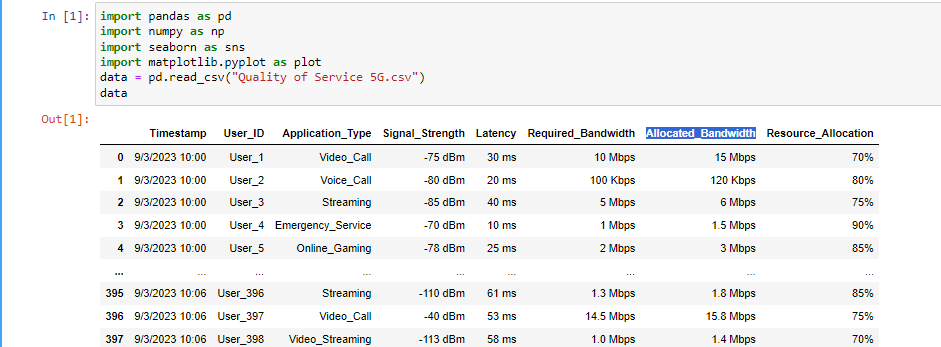 In [1]: import pandas as pd
import numpy as np
import seaborn as sns
import matplotlib.pyplot as plot
data = pd.read_csv("Quality of Service 5G.csv")
data
Out[1]:
Timestamp User_ID Application_Type Signal_Strength Latency Required_Bandwidth Allocated_Bandwidth Resource_Allocation
0 9/3/2023 10:00 User_1 Video_Call -75 dBm 30 ms 10 Mbps 15 Mbps 70%
1 9/3/2023 10:00 User_2 Voice_Call -80 dBm 20 ms 100 Kbps 120 Kbps 80%
2 9/3/2023 10:00 User_3 Streaming -85 dBm 40 ms 5 Mbps 6 Mbps 75%
3 9/3/2023 10:00 User_4 Emergency_Service -70 dBm 10 ms 1 Mbps 1.5 Mbps 90%
4 9/3/2023 10:00 User_5 Online_Gaming -78 dBm 25 ms 2 Mbps 3 Mbps 85%
... ... ... ... ... ... ... ... ...
395 9/3/2023 10:06 User_396 Streaming -110 dBm 61 ms 1.3 Mbps 1.8 Mbps 85%
396 9/3/2023 10:06 User_397 Video_Call -40 dBm 53 ms 14.5 Mbps 15.8 Mbps 75%
397 9/3/2023 10:06 User_398 Video_Streaming -113 dBm 58 ms 1.0 Mbps 1.4 Mbps 70%